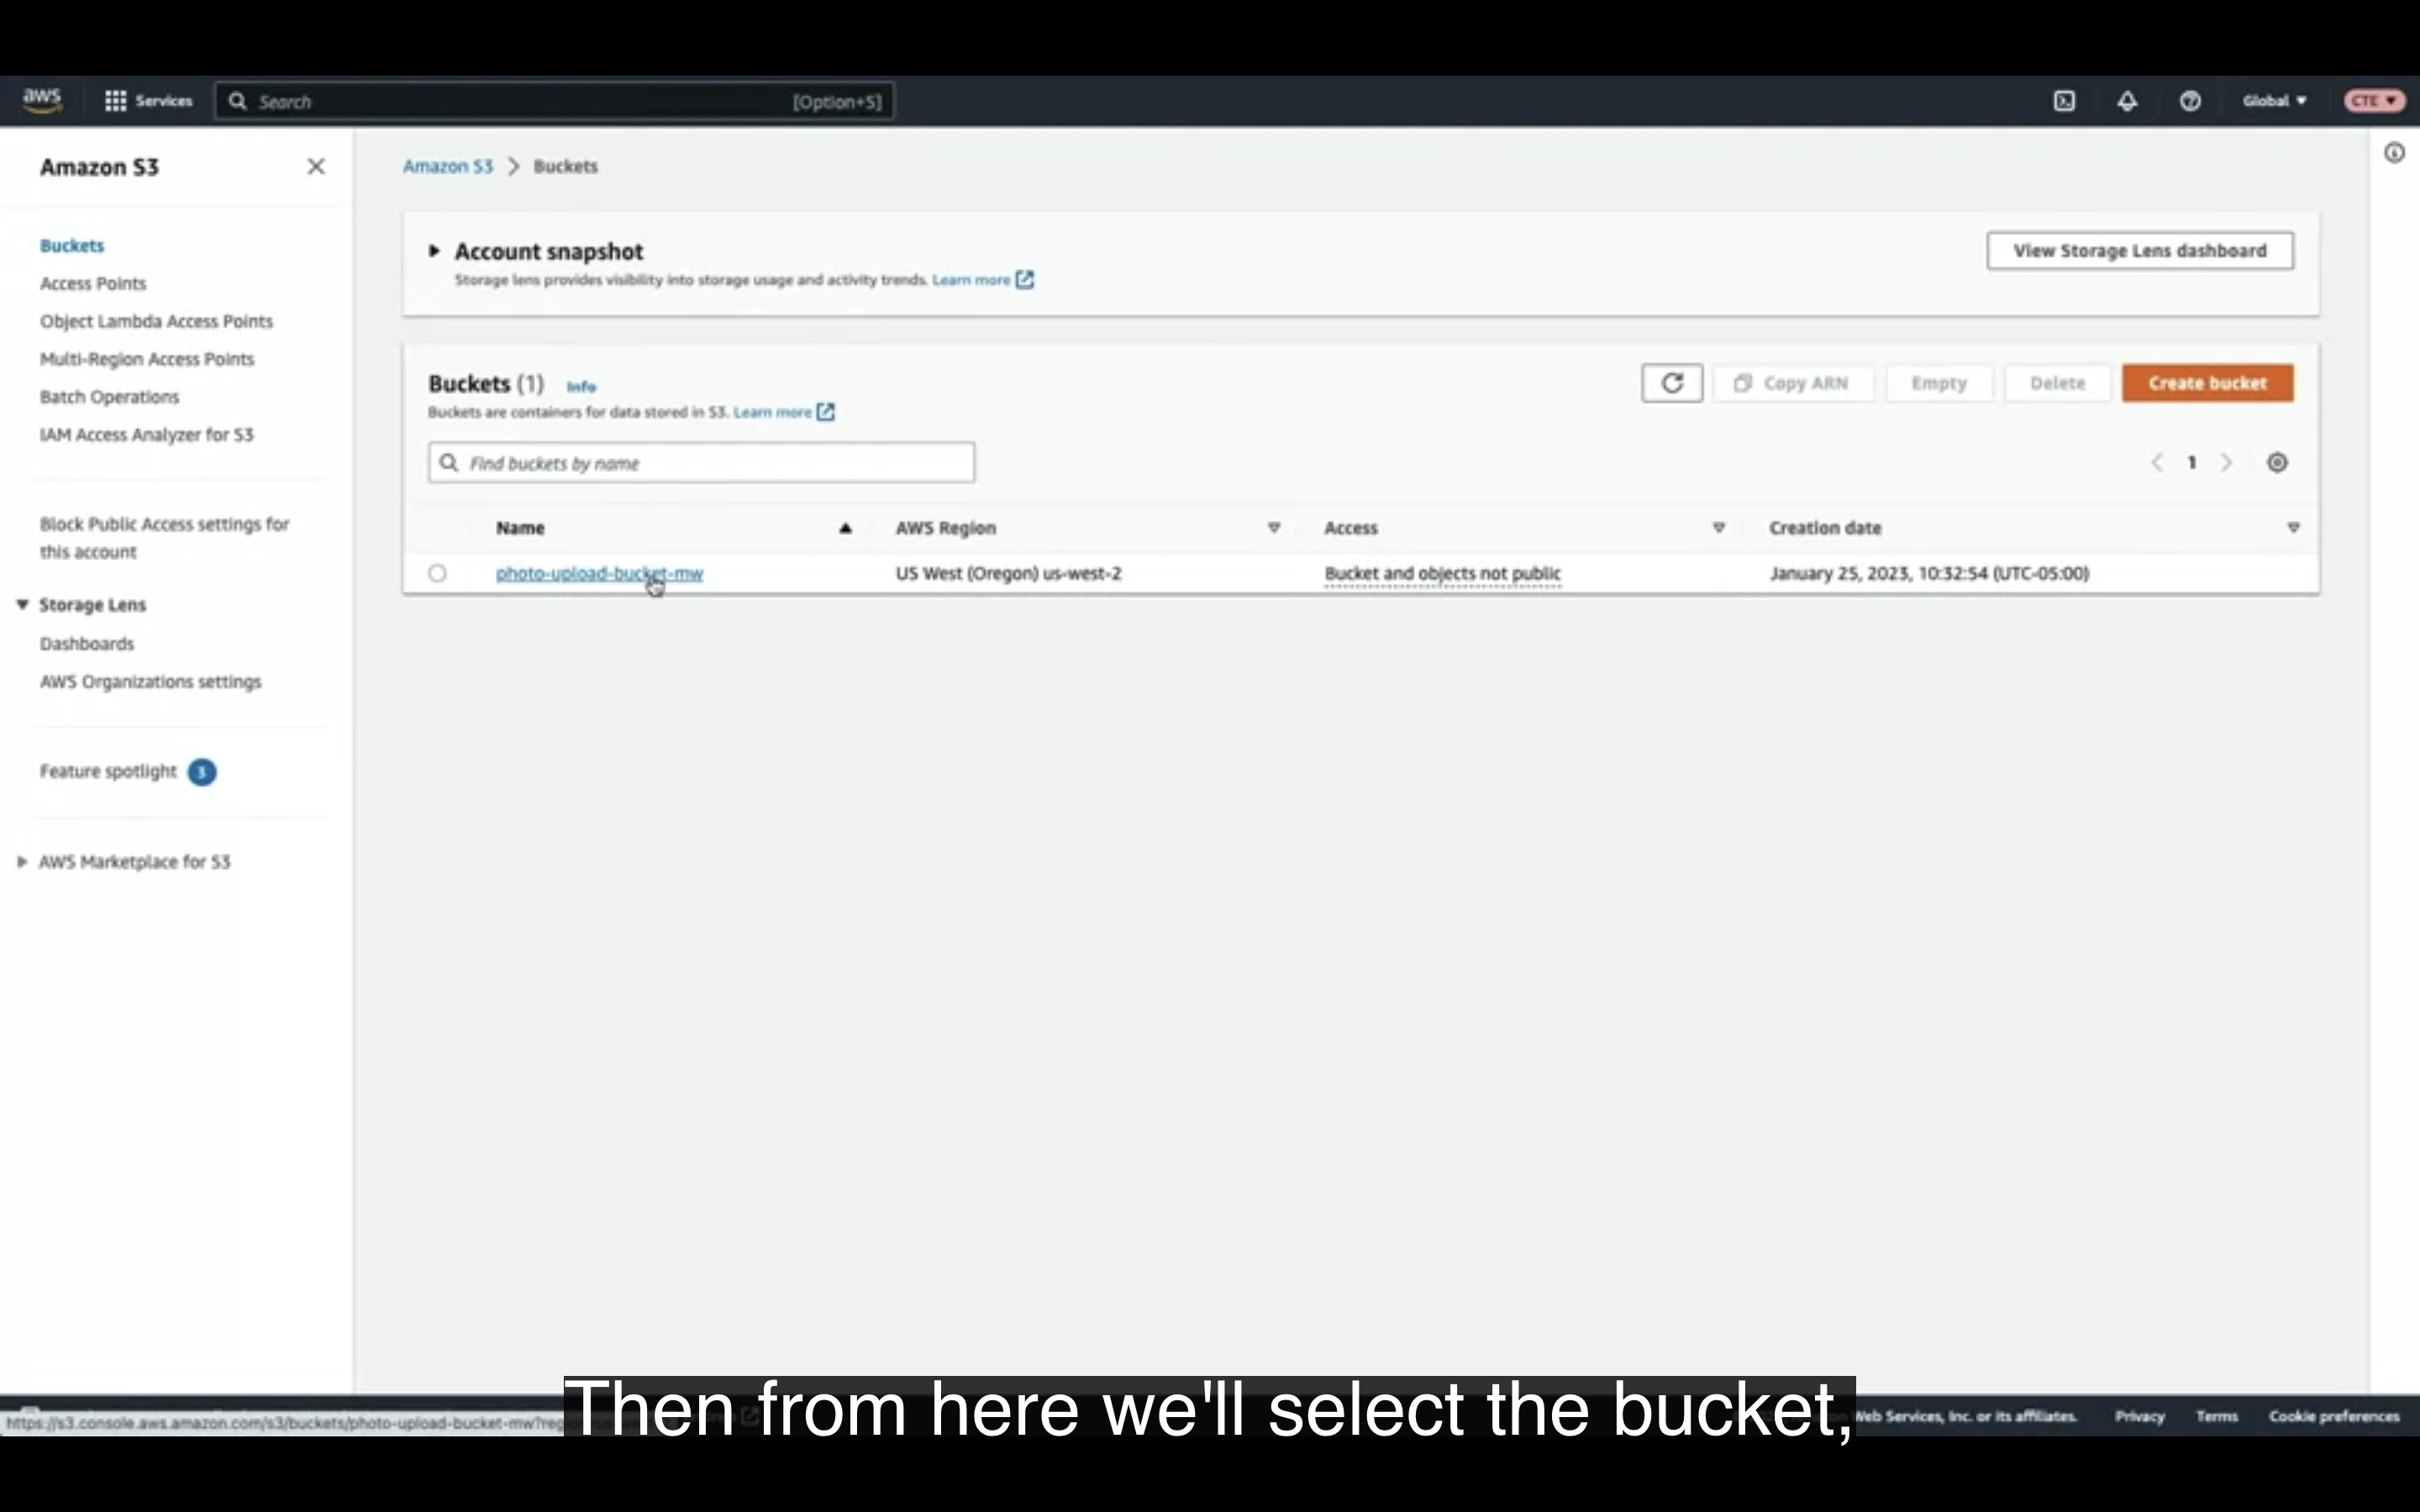 aws
Services
Search
[Option+S]
Global
CTE
Amazon S3
Buckets
Access Points
Object Lambda Access Points
Multi-Region Access Points
Batch Operations
IAM Access Analyzer for S3
Block Public Access settings for
this account
Storage Lens
Dashboards
AWS Organizations settings
Feature spotlight 3
AWS Marketplace for S3
Amazon S3 > Buckets
Account snapshot
Storage lens provides visibility into storage usage and activity trends. Learn more
View Storage Lens dashboard
Buckets (1) Info
Buckets are containers for data stored in S3. Learn more
Copy ARN
Empty
Delete
Create bucket
Find buckets by name
1
Name
AWS Region
Access
Creation date
photo-upload-bucket-mw
US West (Oregon) us-west-2
Bucket and objects not public
January 25, 2023, 10:32:54 (UTC-05:00)
Then from here we'll select the bucket,
https://s3.console.aws.amazon.com/s3/buckets/photo-upload-bucket-mw?reg
Web Services, Inc. or its affiliates.
Privacy
Terms
Cookie preferences